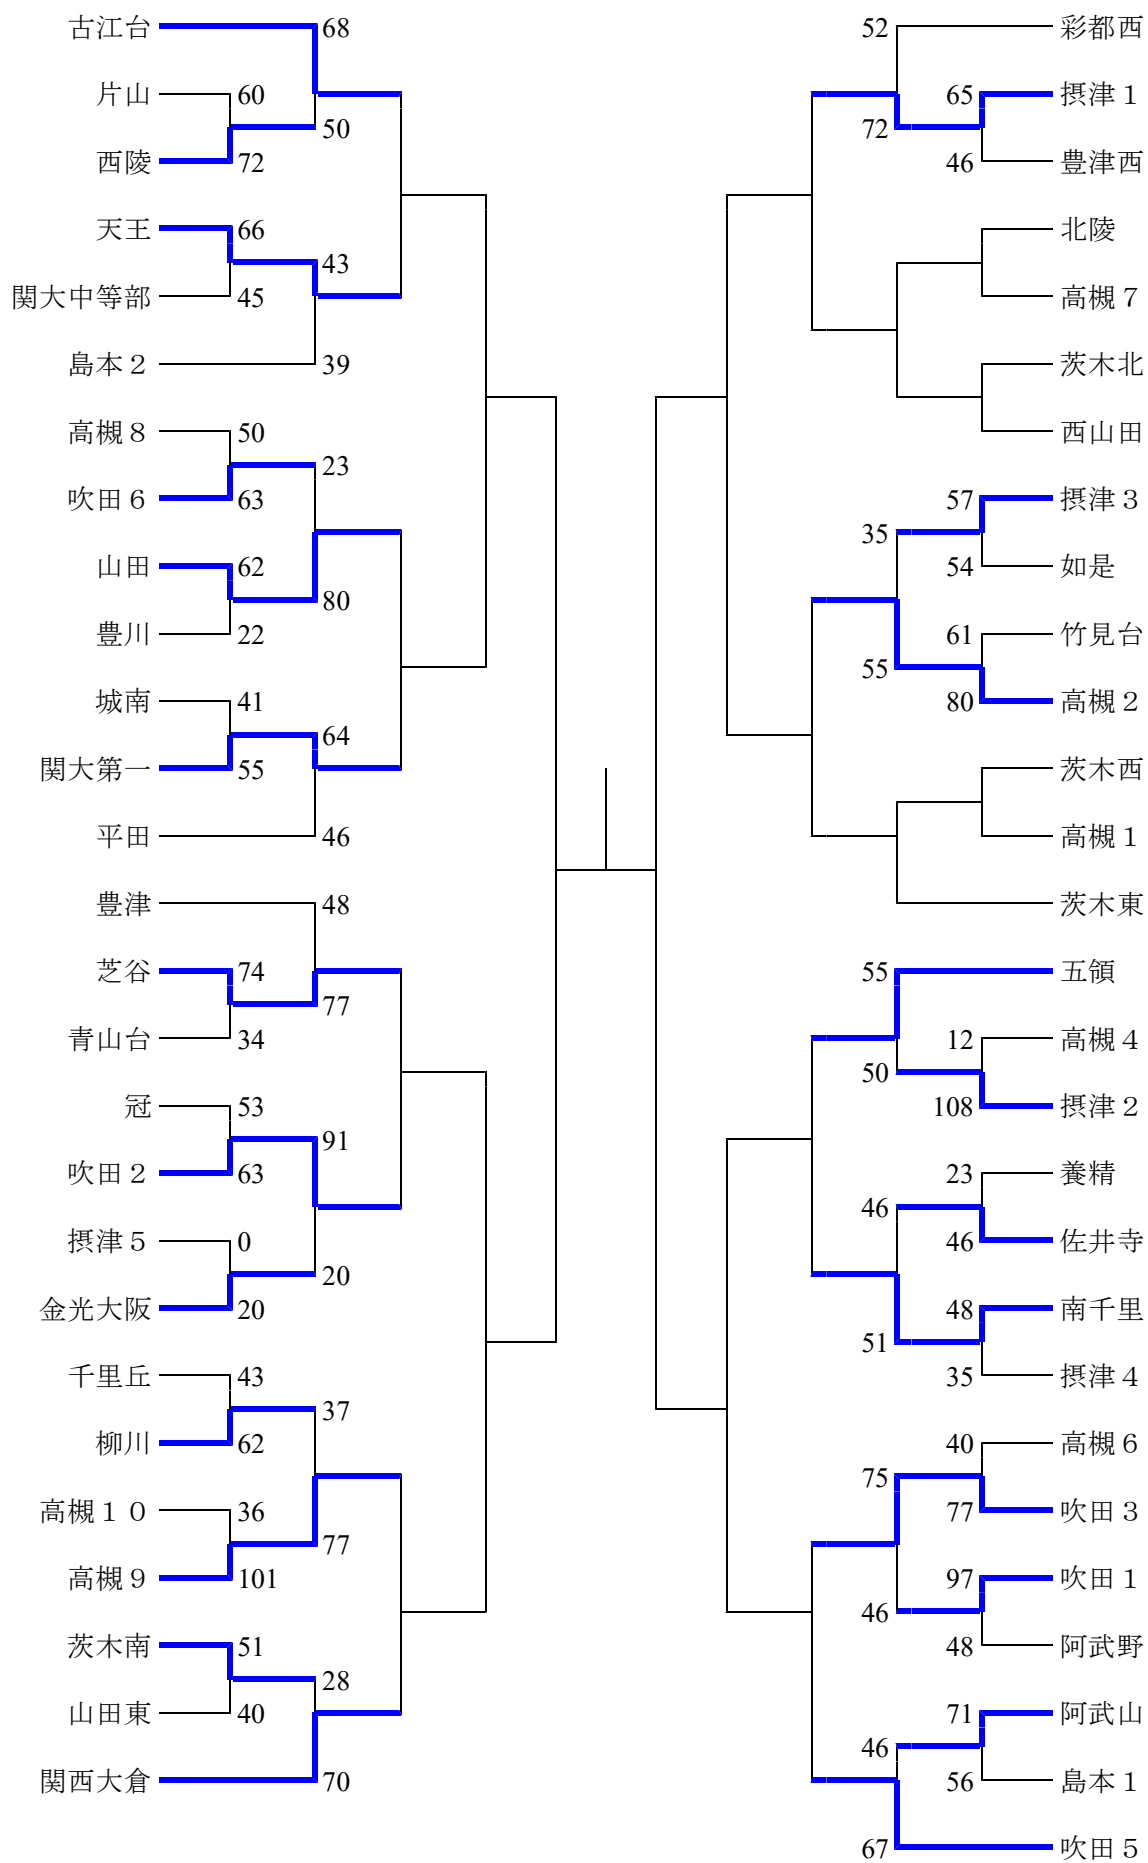 古江台 68
片山 60
50
西陵 72
天王 66
43
関大中等部 45
島本２ 39
高槻８ 50
23
吹田６ 63
山田 62
80
豊川 22
城南 41
64
関大第一 55
平田 46
豊津 48
芝谷 74
77
青山台 34
冠 53
91
吹田２ 63
摂津５ 0
20
金光大阪 20
千里丘 43
37
柳川 62
高槻１０ 36
77
高槻９ 101
茨木南 51
28
山田東 40
関西大倉 70
52 彩都西
65 摂津１
72
46 豊津西
北陵
高槻７
茨木北
西山田
57 摂津３
35
54 如是
61 竹見台
55
80 高槻２
茨木西
高槻１
茨木東
55 五領
12 高槻４
50
108 摂津２
23 養精
46
46 佐井寺
48 南千里
51
35 摂津４
40 高槻６
75
77 吹田３
97 吹田１
46
48 阿武野
71 阿武山
46
56 島本１
67 吹田５